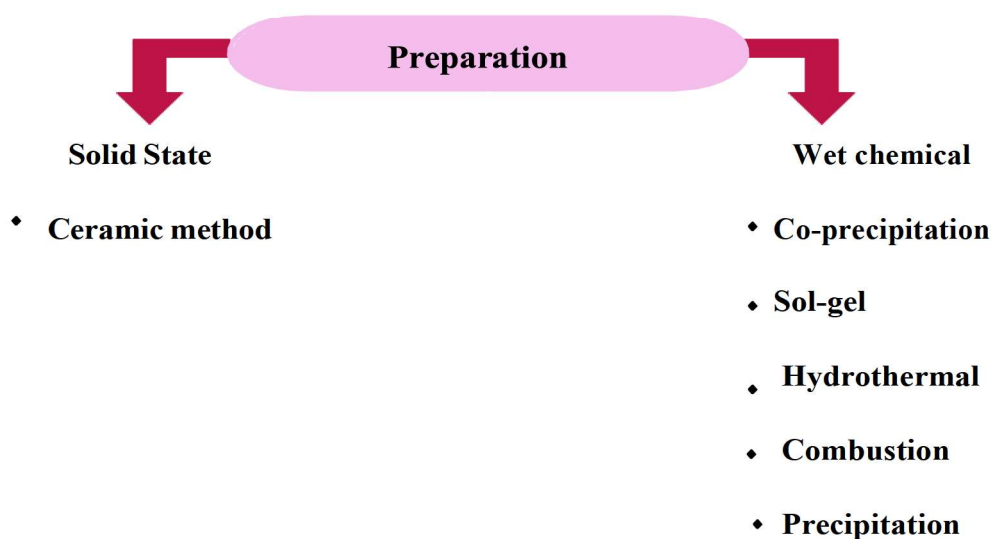 Preparation
Solid State
Wet chemical
• Ceramic method
• Co-precipitation
• Sol-gel
• Hydrothermal
• Combustion
• Precipitation